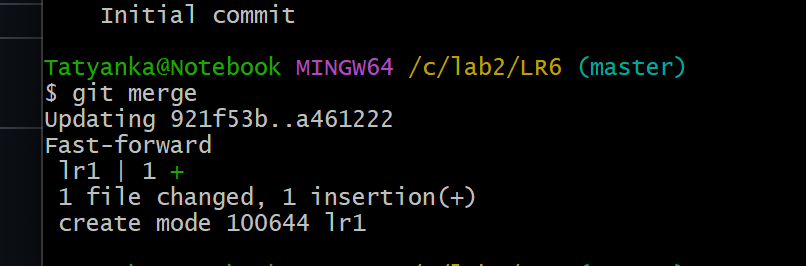 Initial commit
Tatyanka@Notebook MINGW64 /c/lab2/LR6 (master)
$ git merge
Updating 921f53b..a461222
Fast-forward
lr1 | 1 +
1 file changed, 1 insertion(+)
create mode 100644 lr1